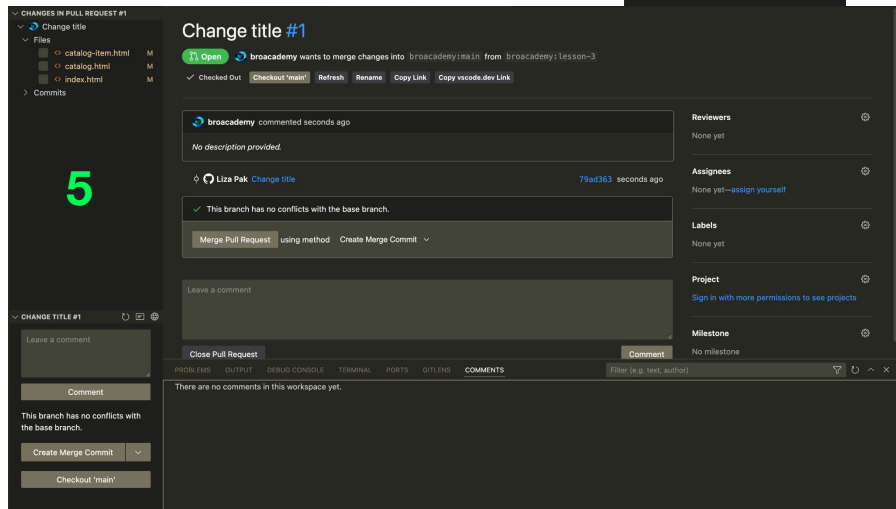 CHANGES IN PULL REQUEST #1
Change title
Files
catalog-item.html M
catalog.html M
index.html M
Commits
5
CHANGE TITLE #1
Leave a comment
Comment
This branch has no conflicts with
the base branch.
Create Merge Commit
Checkout 'main'
Change title #1
Open broacademy wants to merge changes into broacademy:main from broacademy:lesson-3
Checked Out Checkout 'main' Refresh Rename Copy Link Copy vscode.dev Link
broacademy commented seconds ago
No description provided.
Liza Pak Change title 79ad363 seconds ago
This branch has no conflicts with the base branch.
Merge Pull Request using method Create Merge Commit
Leave a comment
Close Pull Request Comment
Reviewers
None yet
Assignees
None yet—assign yourself
Labels
None yet
Project
Sign in with more permissions to see projects
Milestone
No milestone
PROBLEMS OUTPUT DEBUG CONSOLE TERMINAL PORTS GITLENS COMMENTS Filter (e.g. text, author)
There are no comments in this workspace yet.